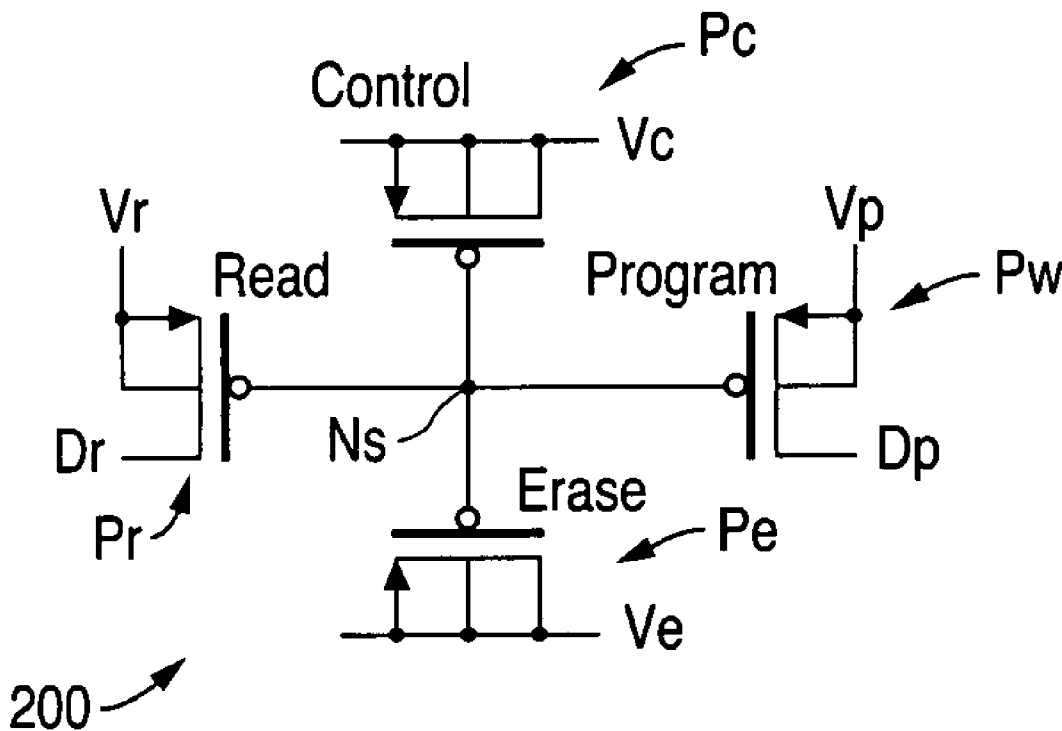 Pc
Control
Vc
Vr
Vp
Read
Program
Pw
Ns
Dr
Dp
Erase
Pr
Pe
Ve
200